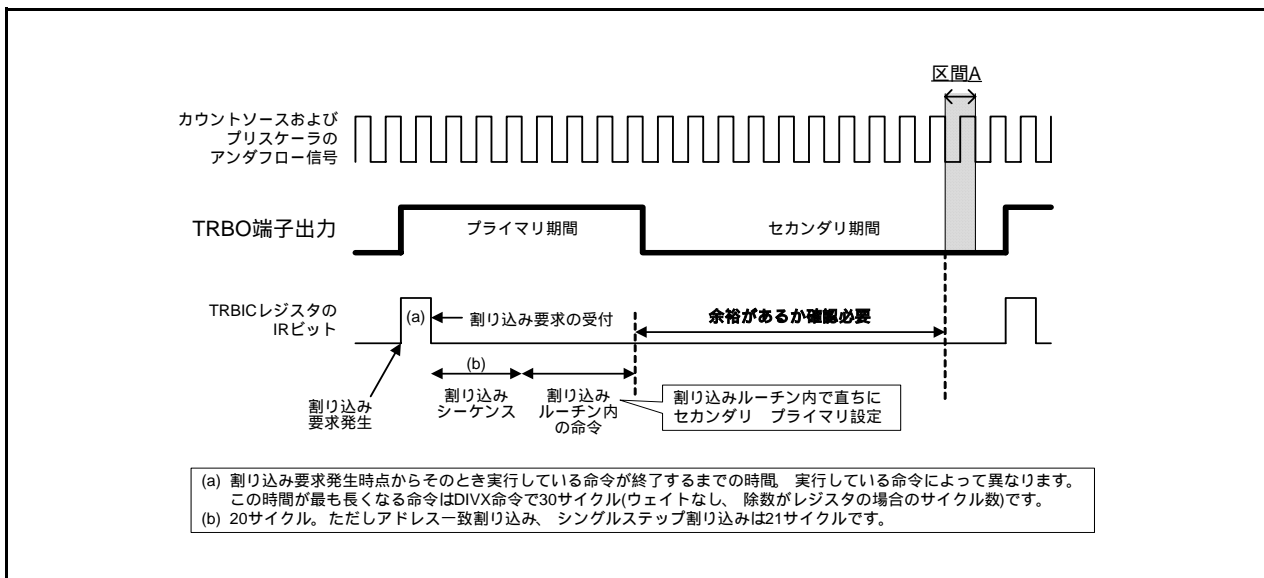 区間A
カウントソースおよび
プリスケーラの
アンダフロー信号
TRBO端子出力
プライマリ期間
セカンダリ期間
TRBICレジスタの
IRビット
(a)
割り込み要求の受付
余裕があるか確認必要
(b)
割り込み
要求発生
割り込み
シーケンス
割り込み
ルーチン内
の命令
割り込みルーチン内で直ちに
セカンダリ プライマリ設定
(a) 割り込み要求発生時点からそのとき実行している命令が終了するまでの時間。 実行している命令によって異なります。
この時間が最も長くなる命令はDIVX命令で30サイクル(ウェイトなし、 除数がレジスタの場合のサイクル数)です。
(b) 20サイクル。ただしアドレス一致割り込み、 シングルステップ割り込みは21サイクルです。